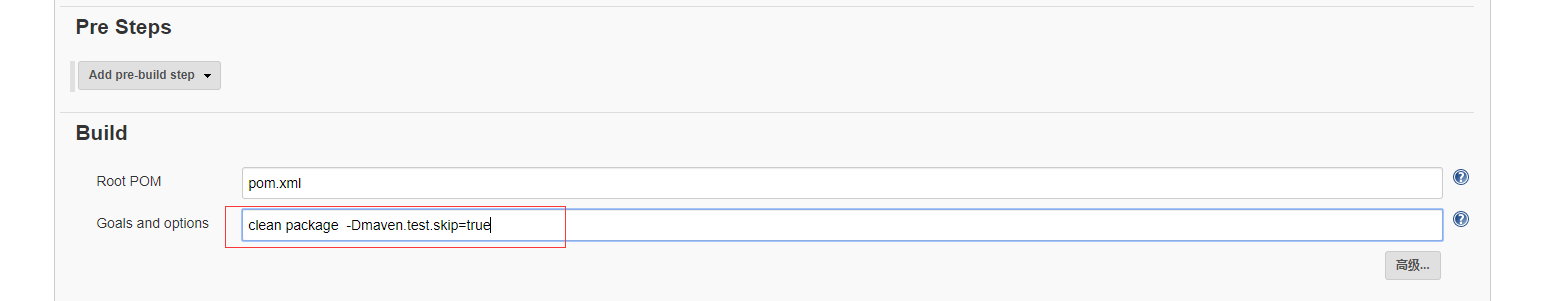 Pre Steps
Add pre-build step
Build
Root POM
pom.xml
Goals and options
clean package  -Dmaven.test.skip=true
高级...